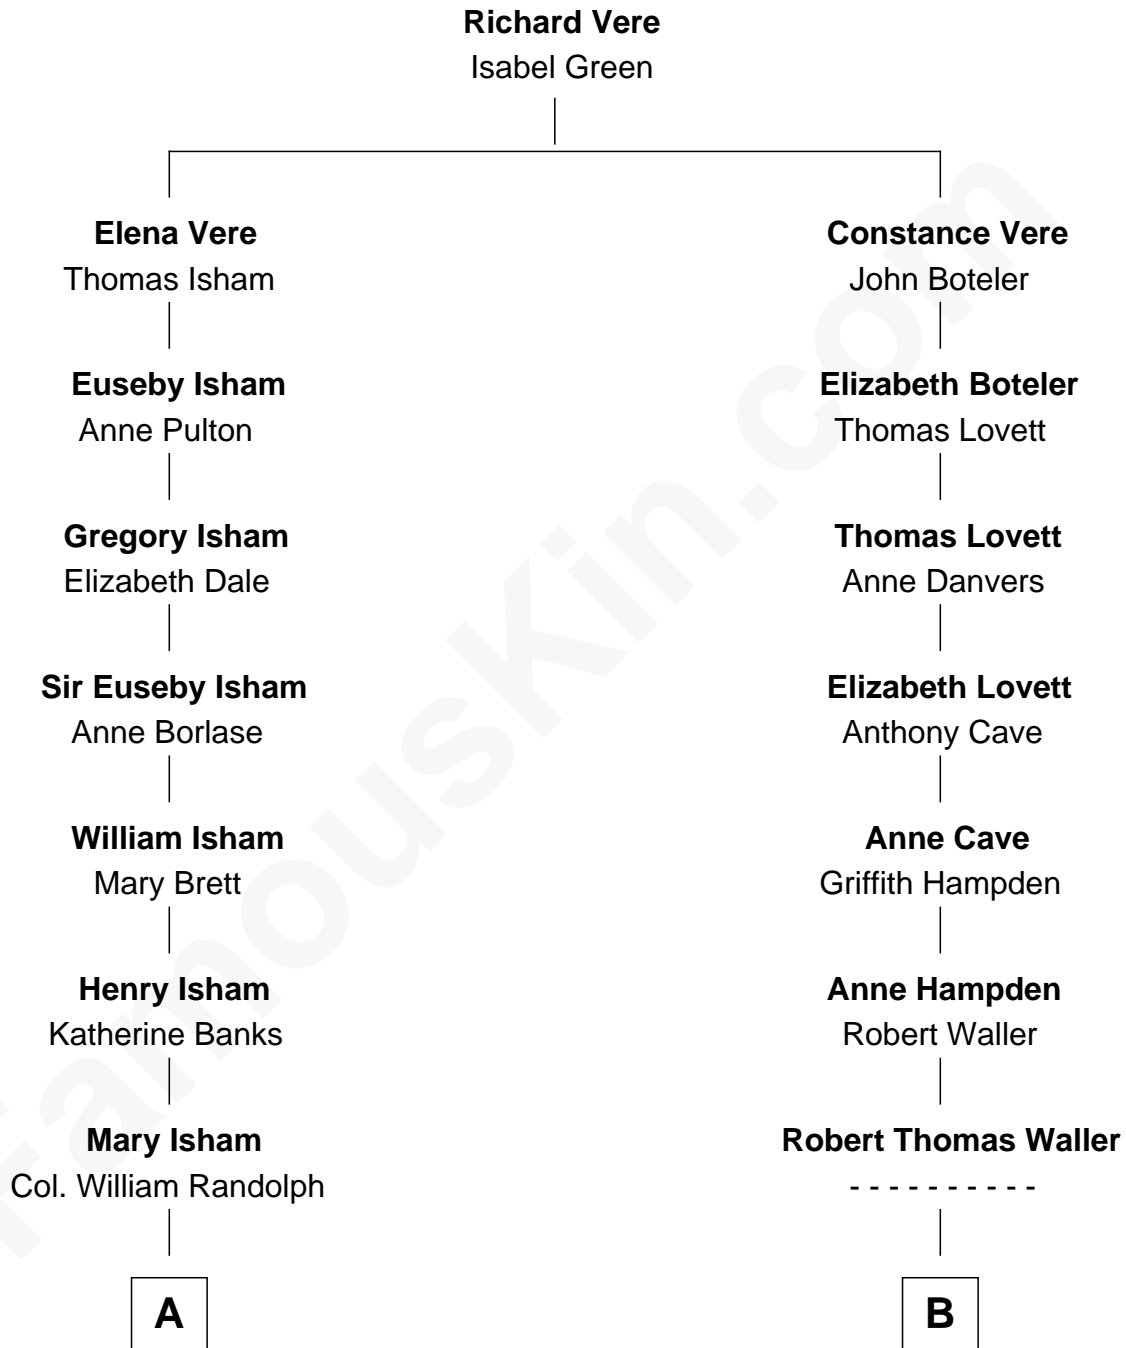 Richard Vere
Isabel Green
Elena Vere
Thomas Isham
Constance Vere
John Boteler
Euseby Isham
Anne Pulton
Elizabeth Boteler
Thomas Lovett
Gregory Isham
Elizabeth Dale
Thomas Lovett
Anne Danvers
Sir Euseby Isham
Anne Borlase
Elizabeth Lovett
Anthony Cave
William Isham
Mary Brett
Anne Cave
Griffith Hampden
Henry Isham
Katherine Banks
Anne Hampden
Robert Waller
Mary Isham
Col. William Randolph
Robert Thomas Waller
- - - - - - - - - -
A
B
FamousKin.com